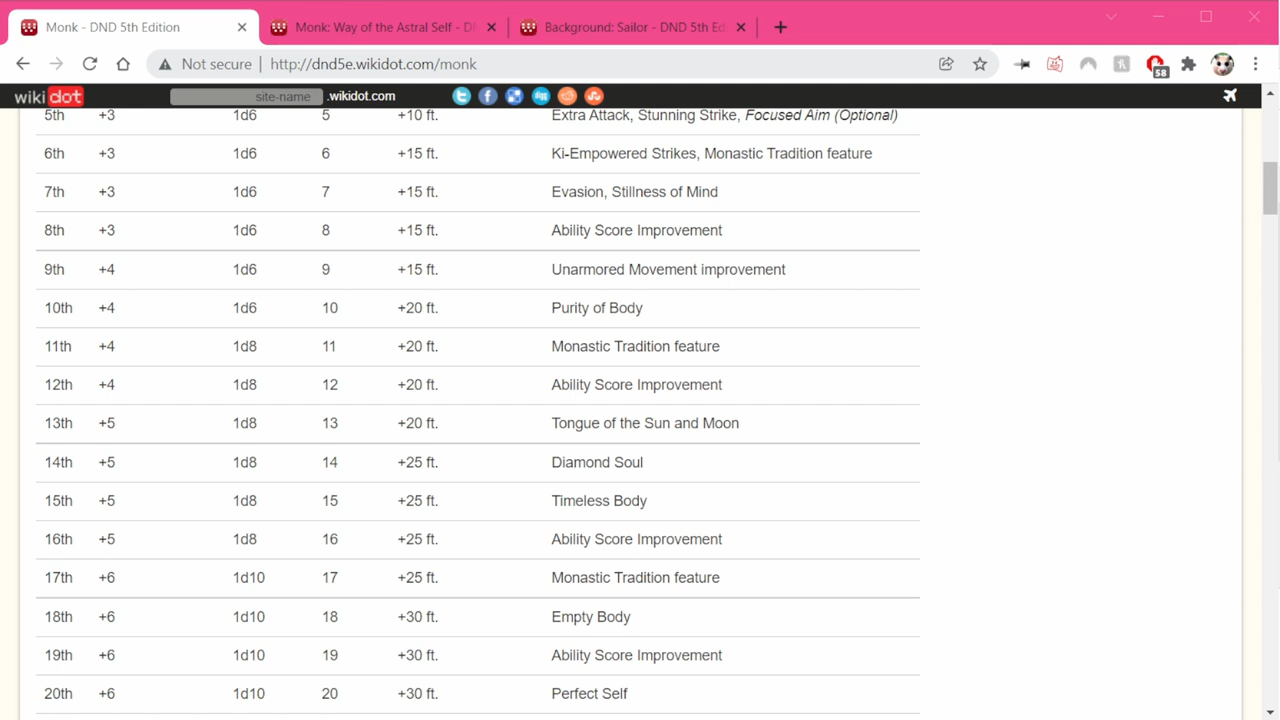 Monk - DND 5th Edition
Monk: Way of the Astral Self - D
Background: Sailor - DND 5th Ed
Not secure | http://dnd5e.wikidot.com/monk
58
wikidot
site-name .wikidot.com
5th +3 1d6 5 +10 ft. Extra Attack, Stunning Strike, Focused Aim (Optional)
6th +3 1d6 6 +15 ft. Ki-Empowered Strikes, Monastic Tradition feature
7th +3 1d6 7 +15 ft. Evasion, Stillness of Mind
8th +3 1d6 8 +15 ft. Ability Score Improvement
9th +4 1d6 9 +15 ft. Unarmored Movement improvement
10th +4 1d6 10 +20 ft. Purity of Body
11th +4 1d8 11 +20 ft. Monastic Tradition feature
12th +4 1d8 12 +20 ft. Ability Score Improvement
13th +5 1d8 13 +20 ft. Tongue of the Sun and Moon
14th +5 1d8 14 +25 ft. Diamond Soul
15th +5 1d8 15 +25 ft. Timeless Body
16th +5 1d8 16 +25 ft. Ability Score Improvement
17th +6 1d10 17 +25 ft. Monastic Tradition feature
18th +6 1d10 18 +30 ft. Empty Body
19th +6 1d10 19 +30 ft. Ability Score Improvement
20th +6 1d10 20 +30 ft. Perfect Self